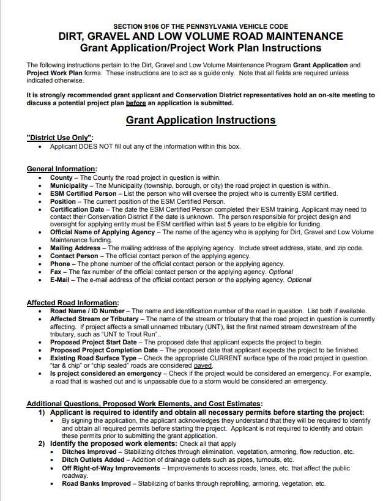 SECTION 9106 OF THE PENNSYLVANIA VEHICLE CODE
DIRT, GRAVEL AND LOW VOLUME ROAD MAINTENANCE
Grant Application/Project Work Plan Instructions
The following instructions pertain to the Dirt, Gravel and Low Volume Maintenance Program Grant Application and
Project Work Plan forms. These instructions are to act as a guide only. Note that all fields are required unless
indicated otherwise.
It is strongly recommended grant applicant and Conservation District representatives hold an on-site meeting to
discuss a potential project plan before an application is submitted.
Grant Application Instructions
"District Use Only":
• Applicant DOES NOT fill out any of the information within this box.
General Information:
• County – The County the road project in question is within.
• Municipality – The Municipality (township, borough, or city) the road project in question is within.
• ESM Certified Person – List the person who will oversee the project who is currently ESM certified.
• Position – The current position of the ESM Certified Person.
• Certification Date – The date the ESM Certified Person completed their ESM training. Applicant may need to
contact their Conservation District if the date is unknown. The person responsible for project design and
oversight for applying entity must be ESM certified within last 5 years to be eligible for funding
• Official Name of Applying Agency – The name of the agency who is applying for Dirt, Gravel and Low Volume
Maintenance funding.
• Mailing Address – The mailing address of the applying agency. Include street address, state, and zip code.
• Contact Person – The official contact person of the applying agency.
• Phone – The phone number of the official contact person of the applying agency.
• Fax – The fax number of the official contact person of the applying agency. Optional
• E-Mail – The e-mail address of the official contact person of the applying agency. Optional
Affected Road Information:
• Road Name / ID Number – The name and identification number of the road in question. List both if available.
• Affected Stream or Tributary – The name of the stream or tributary that the road project in question is currently
affecting. If project affects a small unnamed tributary (UNT), list the first named stream downstream of the
tributary, such as "UNT to Trout Run".
• Proposed Project Start Date – The proposed date that applicant expects the project to begin.
• Proposed Project Completion Date – The proposed date that applicant expects the project to be finished.
• Existing Road Surface Type – Check the appropriate CURRENT surface type of the road project in question.
"tar & chip" or "chip sealed" roads are considered paved.
• Is project considered an emergency – Check if the project would be considered an emergency. For example,
a road that is washed out and is unpassable due to a storm would be considered an emergency.
Additional Questions, Proposed Work Elements, and Cost Estimates:
1) Applicant is required to identify and obtain all necessary permits before starting the project:
• By signing the application, the applicant acknowledges they understand that they will be required to identify
and obtain all required permits before starting the project. Applicant is not required to identify and obtain
these permits prior to submitting the grant application.
2) Identify the proposed work elements: Check all that apply
• Ditches Improved – Stabilizing ditches through elimination, vegetation, armoring, flow reduction, etc.
• Ditch Outlets Added – Addition of drainage outlets such as pipes, turnouts, etc.
• Off Right-of-Way Improvements – Improvements to access roads, lanes, etc. that affect the public
roadway.
• Road Banks Improved – Stabilizing of banks through reprofiling, armoring, vegetation, etc.